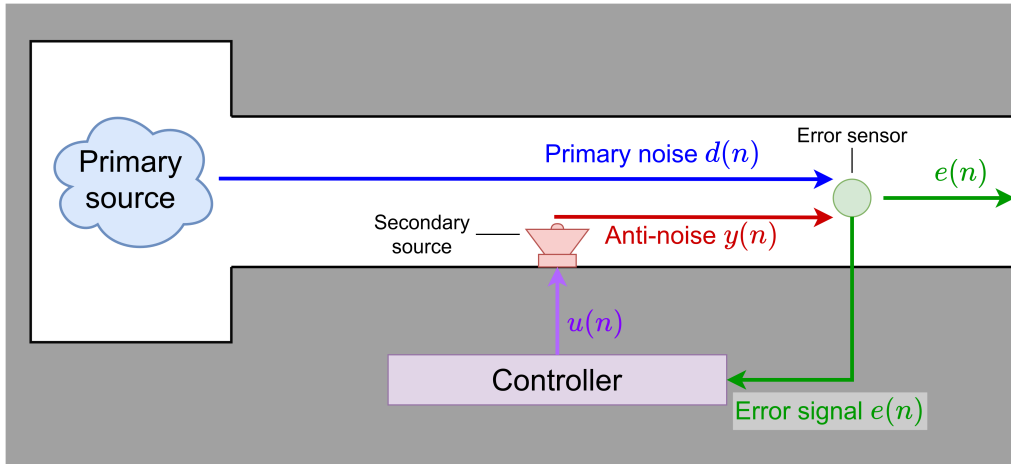 Primary
source
Primary noise d(n)
Error sensor
e(n)
Secondary
source
Anti-noise y(n)
u(n)
Controller
Error signal e(n)